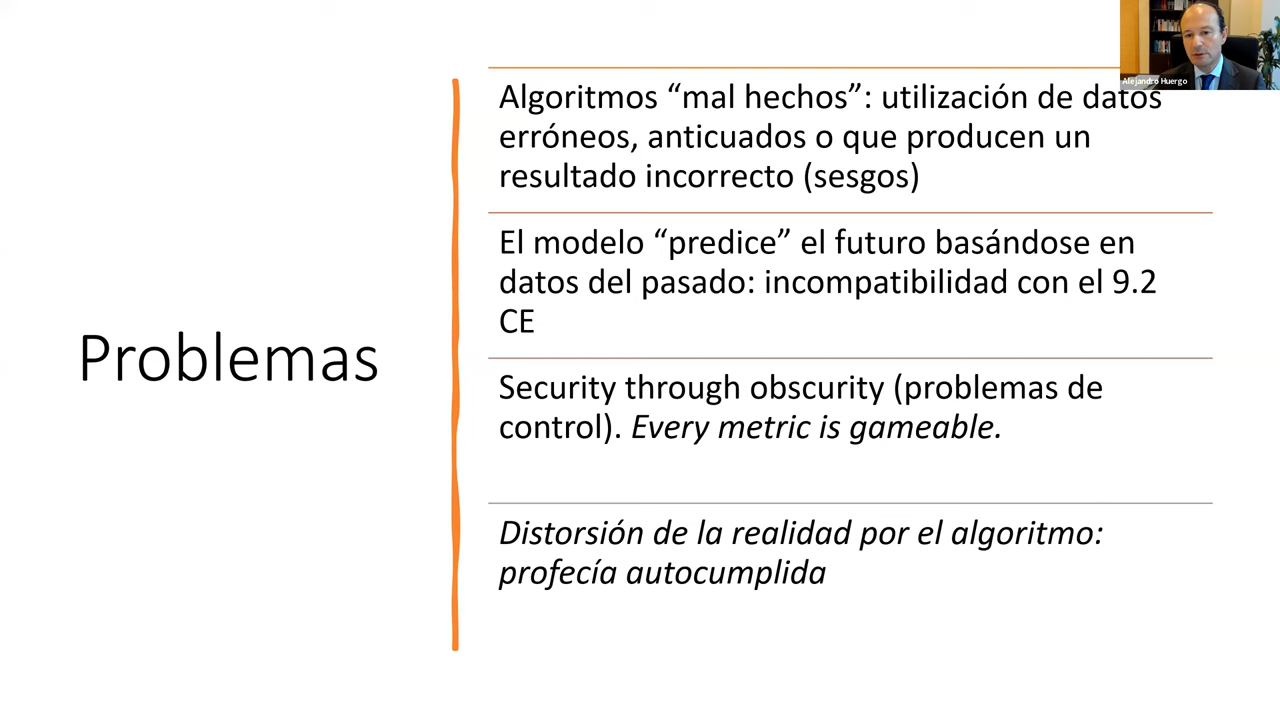 Alejandro Huergo
Problemas
Algoritmos “mal hechos”: utilización de datos
erróneos, anticuados o que producen un
resultado incorrecto (sesgos)
El modelo “predice” el futuro basándose en
datos del pasado: incompatibilidad con el 9.2
CE
Security through obscurity (problemas de
control). Every metric is gameable.
Distorsión de la realidad por el algoritmo:
profecía autocumplida